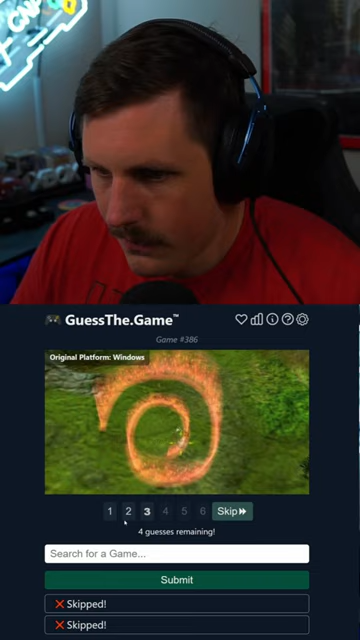 GuessThe.Game™
Game #386
Original Platform: Windows
1 2 3 4 5 6 Skip
4 guesses remaining!
Search for a Game...
Submit
❌ Skipped!
❌ Skipped!